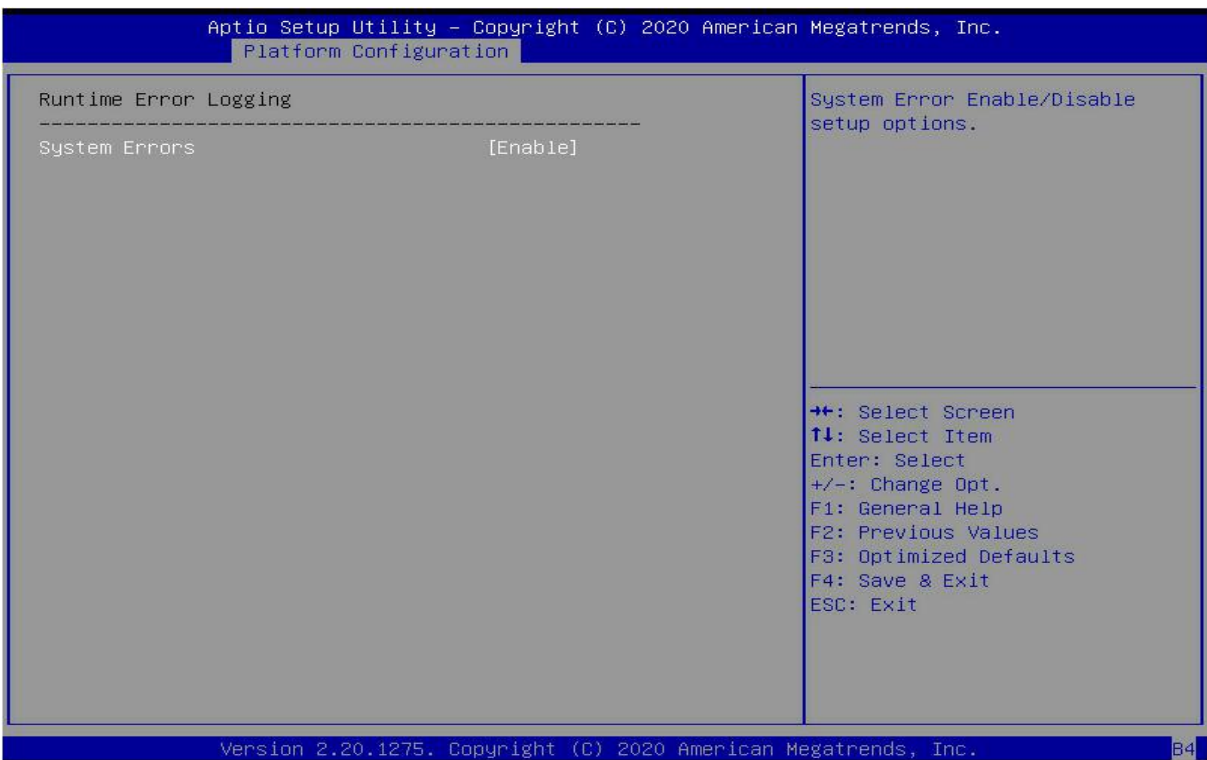 Aptio Setup Utility – Copyright (C) 2020 American Megatrends, Inc.
Platform Configuration
Runtime Error Logging
--------------------------------------------------
System Errors [Enable]
System Error Enable/Disable
setup options.
→←: Select Screen
↑↓: Select Item
Enter: Select
+/-: Change Opt.
F1: General Help
F2: Previous Values
F3: Optimized Defaults
F4: Save & Exit
ESC: Exit
Version 2.20.1275. Copyright (C) 2020 American Megatrends, Inc.
B4